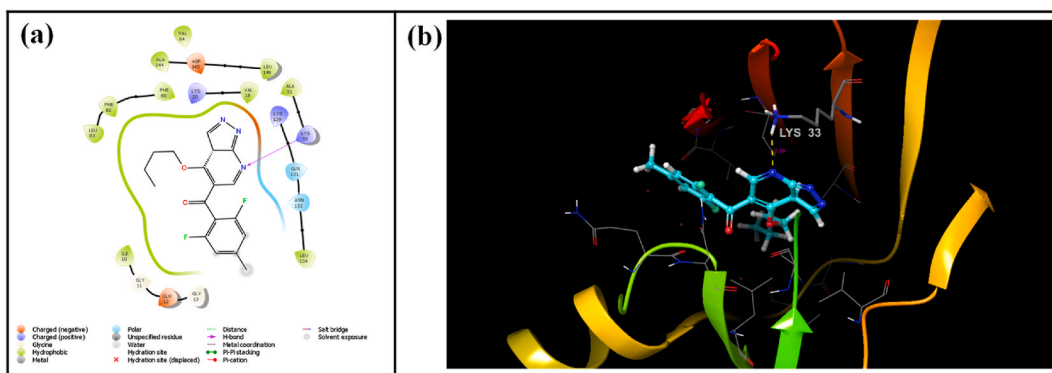 (a)
VAL
64
ALA
144
ASP
145
LEU
148
PHE
80
PHE
82
LEU
83
LYS
20
VAL
18
ALA
31
LYS
129
LYS
33
GLN
131
ASN
132
LEU
134
N
N
N
O
O
F
F
ILE
10
GLY
11
GLU
12
GLY
13
Charged (negative)
Charged (positive)
Glycine
Hydrophobic
Metal
Polar
Unspecified residue
Water
Hydration site
Hydration site (displaced)
Distance
H-bond
Metal coordination
Pi-Pi stacking
Pi-cation
Salt bridge
Solvent exposure
(b)
LYS 33